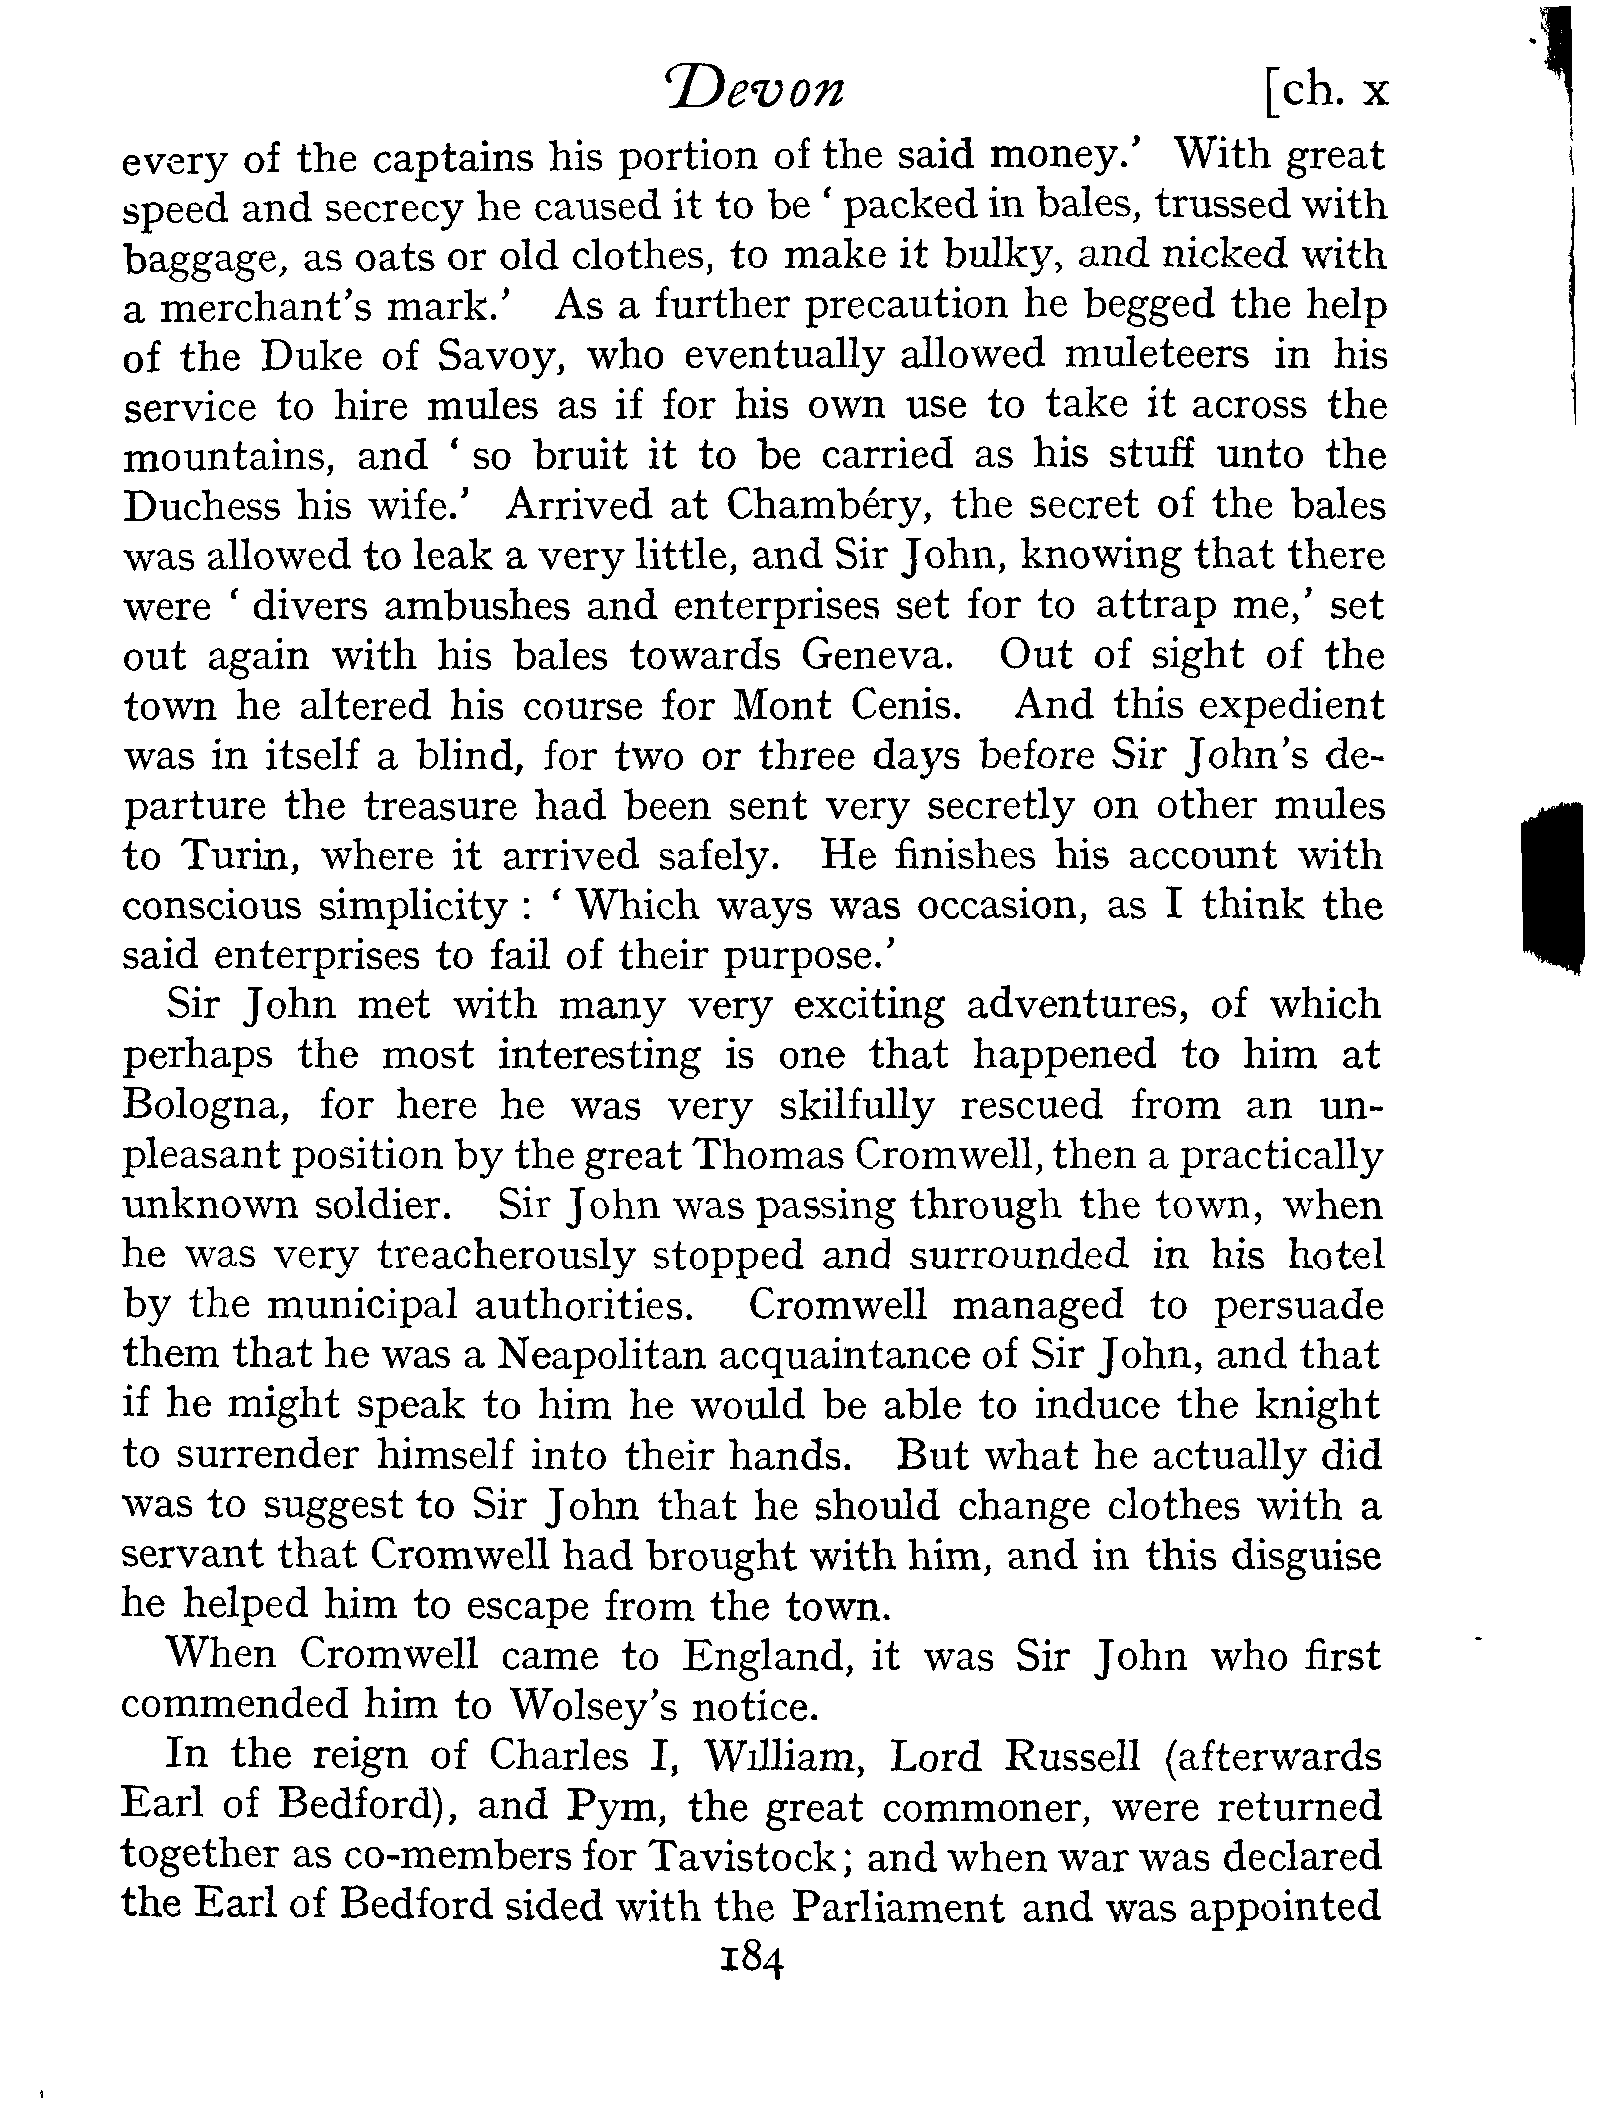 Devon [ch. x
every of the captains his portion of the said money.’ With great
speed and secrecy he caused it to be ‘ packed in bales, trussed with
baggage, as oats or old clothes, to make it bulky, and nicked with
a merchant’s mark.’ As a further precaution he begged the help
of the Duke of Savoy, who eventually allowed muleteers in his
service to hire mules as if for his own use to take it across the
mountains, and ‘ so bruit it to be carried as his stuff unto the
Duchess his wife.’ Arrived at Chambéry, the secret of the bales
was allowed to leak a very little, and Sir John, knowing that there
were ‘ divers ambushes and enterprises set for to attrap me,’ set
out again with his bales towards Geneva. Out of sight of the
town he altered his course for Mont Cenis. And this expedient
was in itself a blind, for two or three days before Sir John’s de-
parture the treasure had been sent very secretly on other mules
to Turin, where it arrived safely. He finishes his account with
conscious simplicity : ‘ Which ways was occasion, as I think the
said enterprises to fail of their purpose.’
Sir John met with many very exciting adventures, of which
perhaps the most interesting is one that happened to him at
Bologna, for here he was very skilfully rescued from an un-
pleasant position by the great Thomas Cromwell, then a practically
unknown soldier. Sir John was passing through the town, when
he was very treacherously stopped and surrounded in his hotel
by the municipal authorities. Cromwell managed to persuade
them that he was a Neapolitan acquaintance of Sir John, and that
if he might speak to him he would be able to induce the knight
to surrender himself into their hands. But what he actually did
was to suggest to Sir John that he should change clothes with a
servant that Cromwell had brought with him, and in this disguise
he helped him to escape from the town.
When Cromwell came to England, it was Sir John who first
commended him to Wolsey’s notice.
In the reign of Charles I, William, Lord Russell (afterwards
Earl of Bedford), and Pym, the great commoner, were returned
together as co-members for Tavistock; and when war was declared
the Earl of Bedford sided with the Parliament and was appointed
184